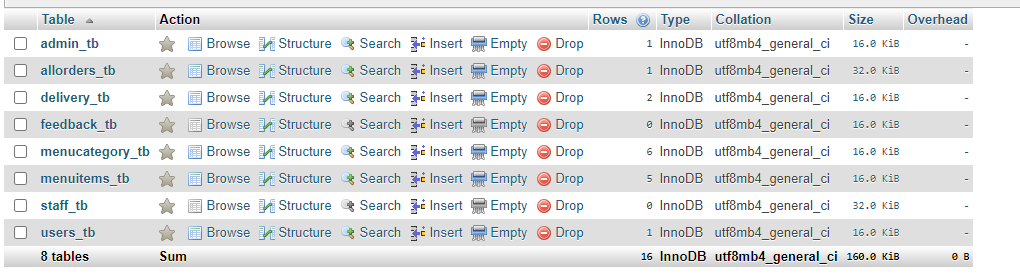 Table Action Rows Type Collation Size Overhead
admin_tb Browse Structure Search Insert Empty Drop 1 InnoDB utf8mb4_general_ci 16.0 KiB -
allorders_tb Browse Structure Search Insert Empty Drop 1 InnoDB utf8mb4_general_ci 32.0 KiB -
delivery_tb Browse Structure Search Insert Empty Drop 2 InnoDB utf8mb4_general_ci 16.0 KiB -
feedback_tb Browse Structure Search Insert Empty Drop 0 InnoDB utf8mb4_general_ci 16.0 KiB -
menucategory_tb Browse Structure Search Insert Empty Drop 6 InnoDB utf8mb4_general_ci 16.0 KiB -
menuitems_tb Browse Structure Search Insert Empty Drop 5 InnoDB utf8mb4_general_ci 16.0 KiB -
staff_tb Browse Structure Search Insert Empty Drop 0 InnoDB utf8mb4_general_ci 32.0 KiB -
users_tb Browse Structure Search Insert Empty Drop 1 InnoDB utf8mb4_general_ci 16.0 KiB -
8 tables Sum 16 InnoDB utf8mb4_general_ci 160.0 KiB 0 B